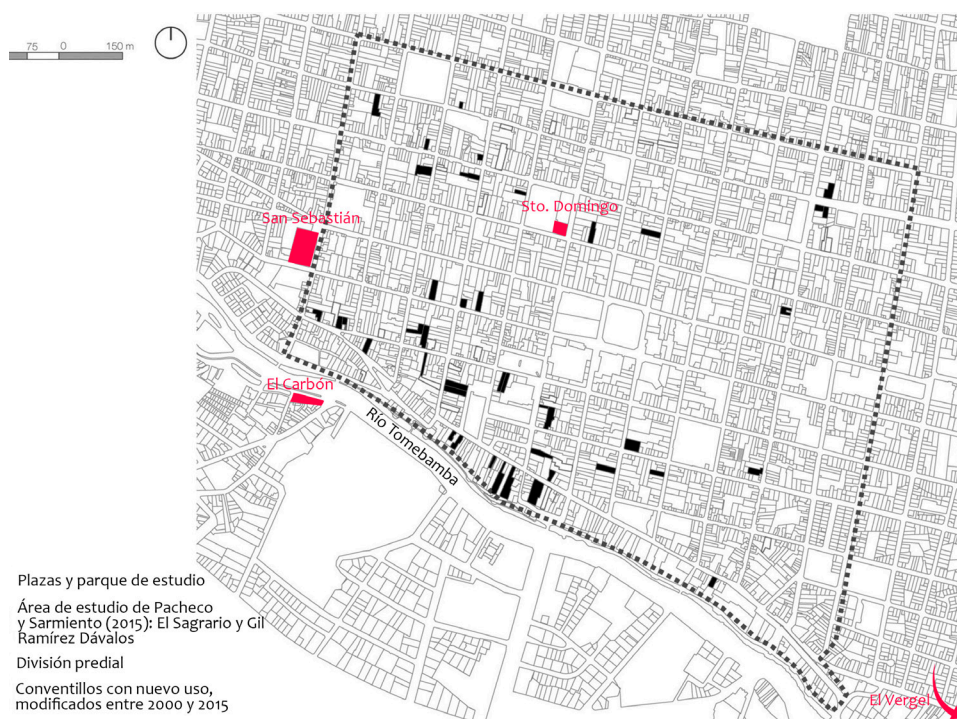 75 0 150 m
Sto. Domingo
San Sebastián
El Carbón
Río Tomebamba
El Vergel
Plazas y parque de estudio
Área de estudio de Pacheco
y Sarmiento (2015): El Sagrario y Gil
Ramírez Dávalos
División predial
Conventillos con nuevo uso,
modificados entre 2000 y 2015